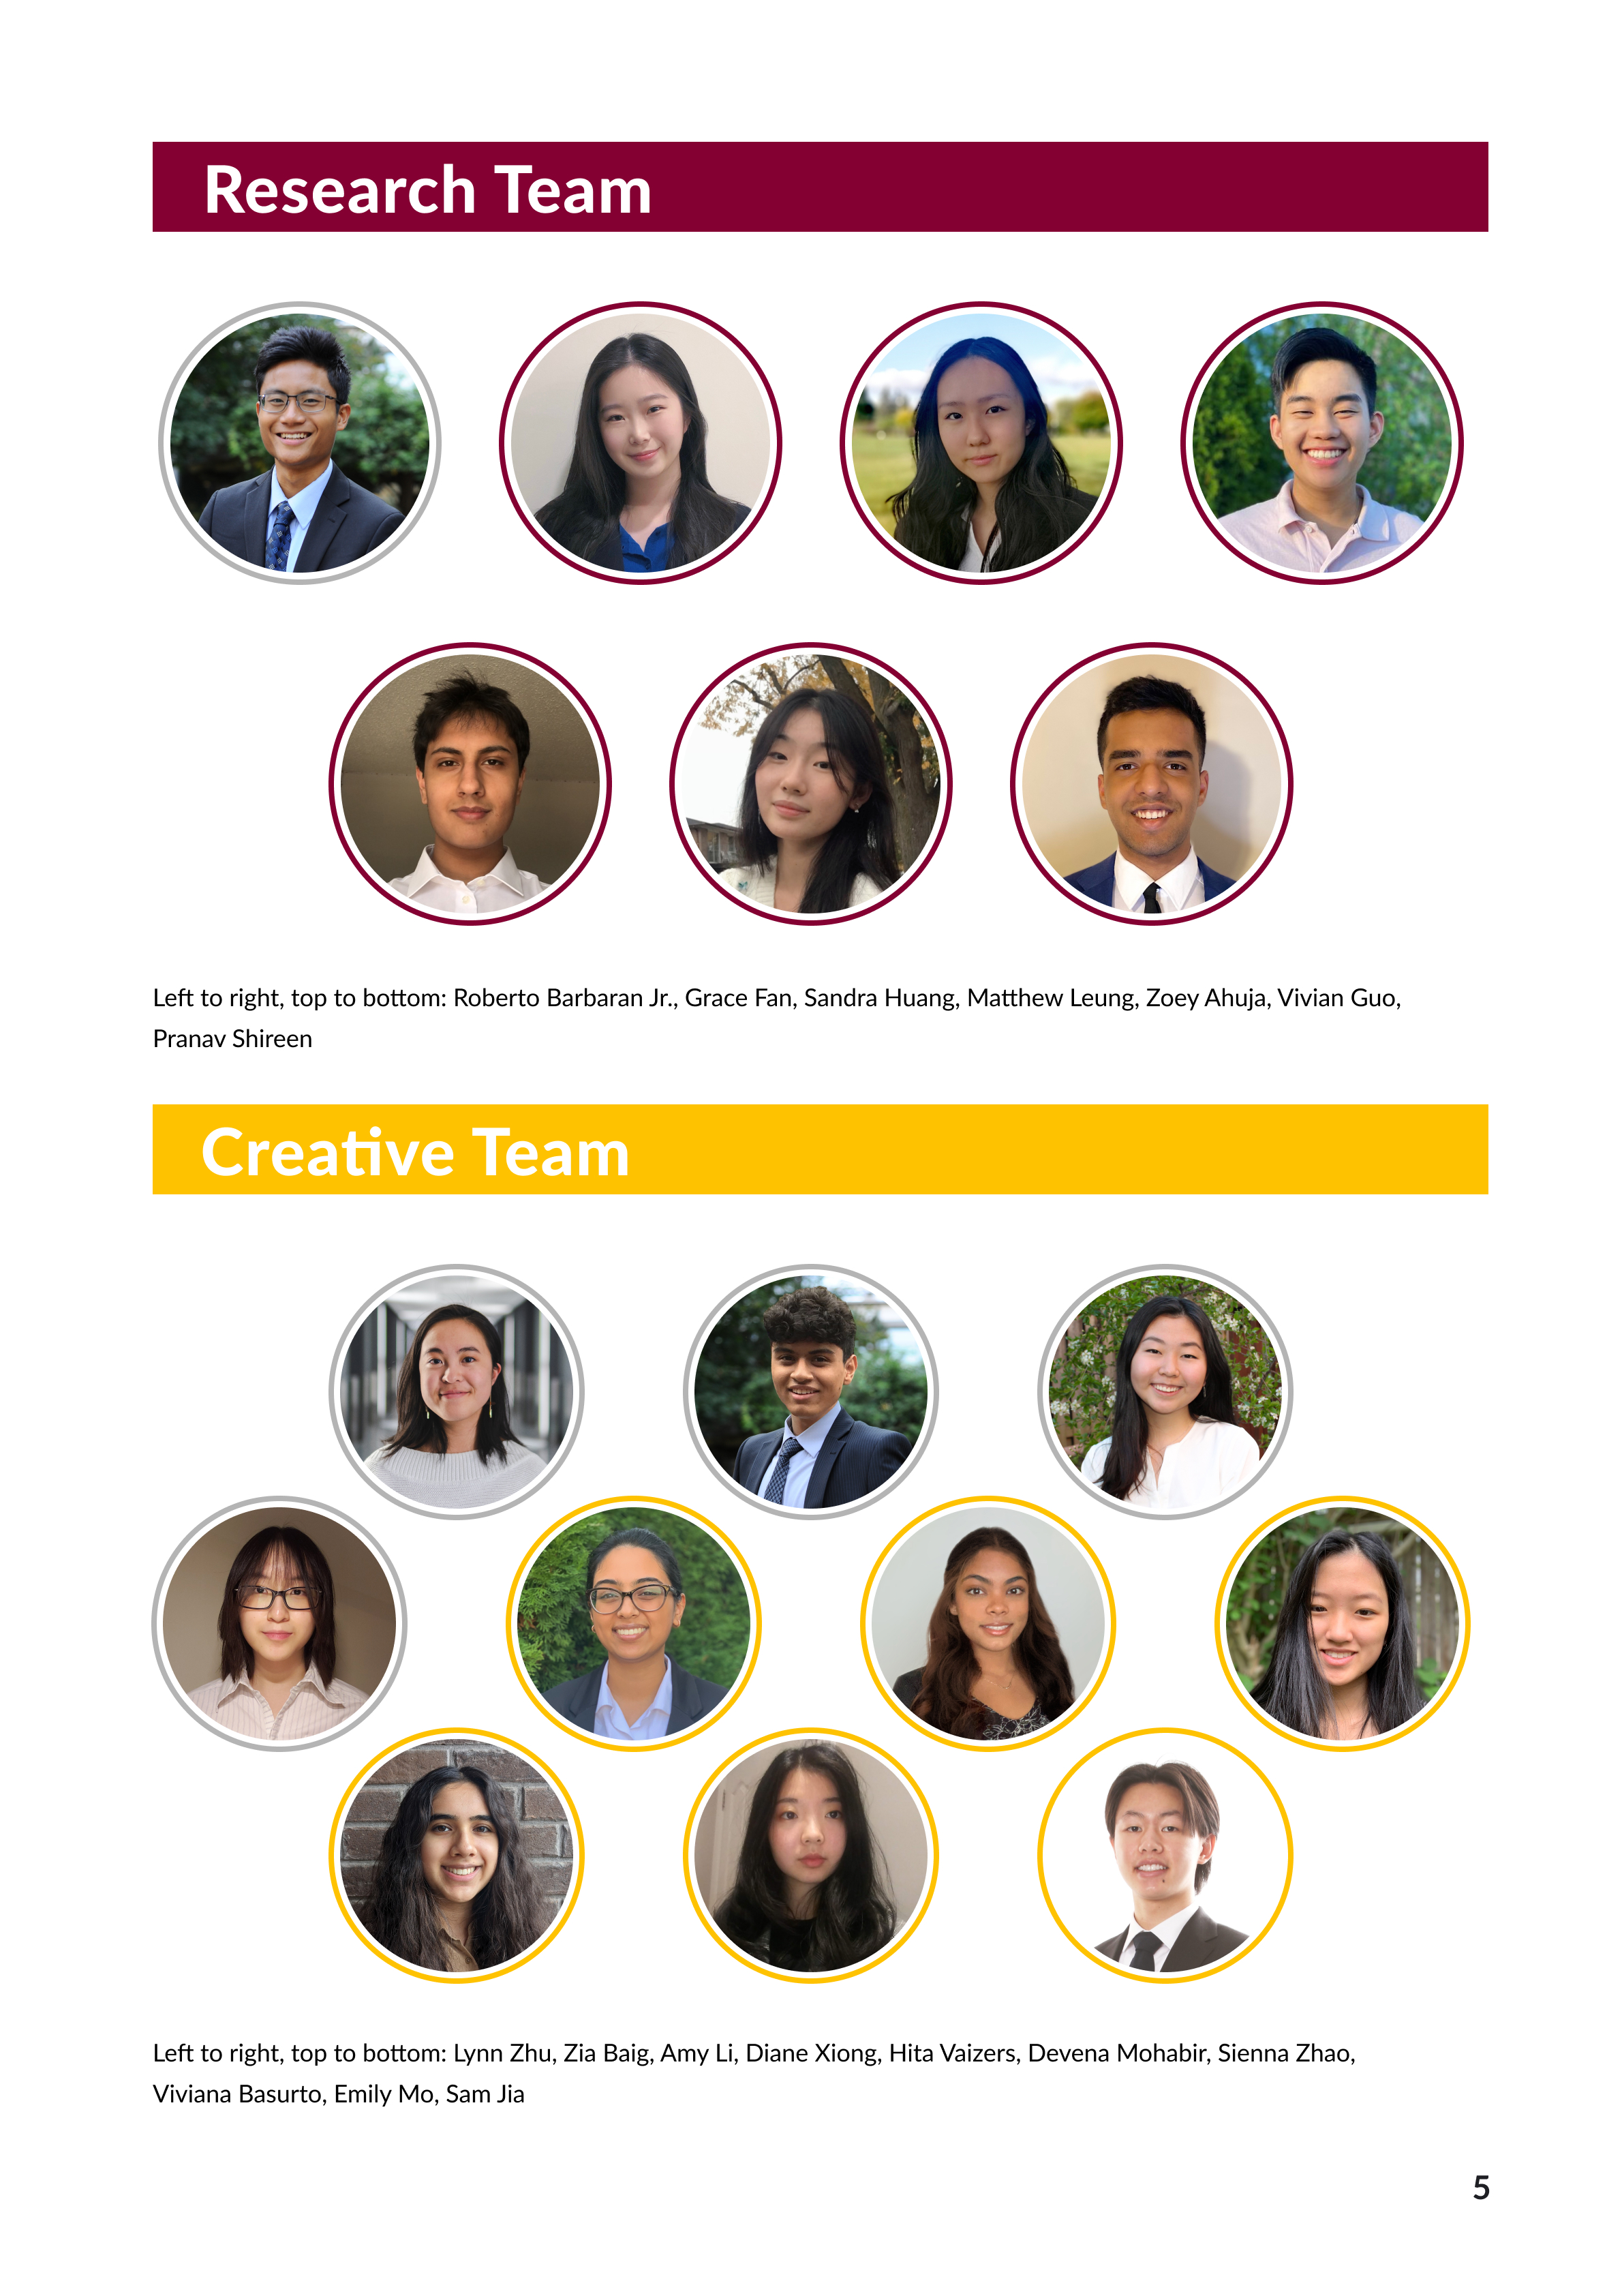 Research Team
Left to right, top to bottom: Roberto Barbaran Jr., Grace Fan, Sandra Huang, Matthew Leung, Zoey Ahuja, Vivian Guo,
Pranav Shireen
Creative Team
Left to right, top to bottom: Lynn Zhu, Zia Baig, Amy Li, Diane Xiong, Hita Vaizers, Devena Mohabir, Sienna Zhao,
Viviana Basurto, Emily Mo, Sam Jia
5